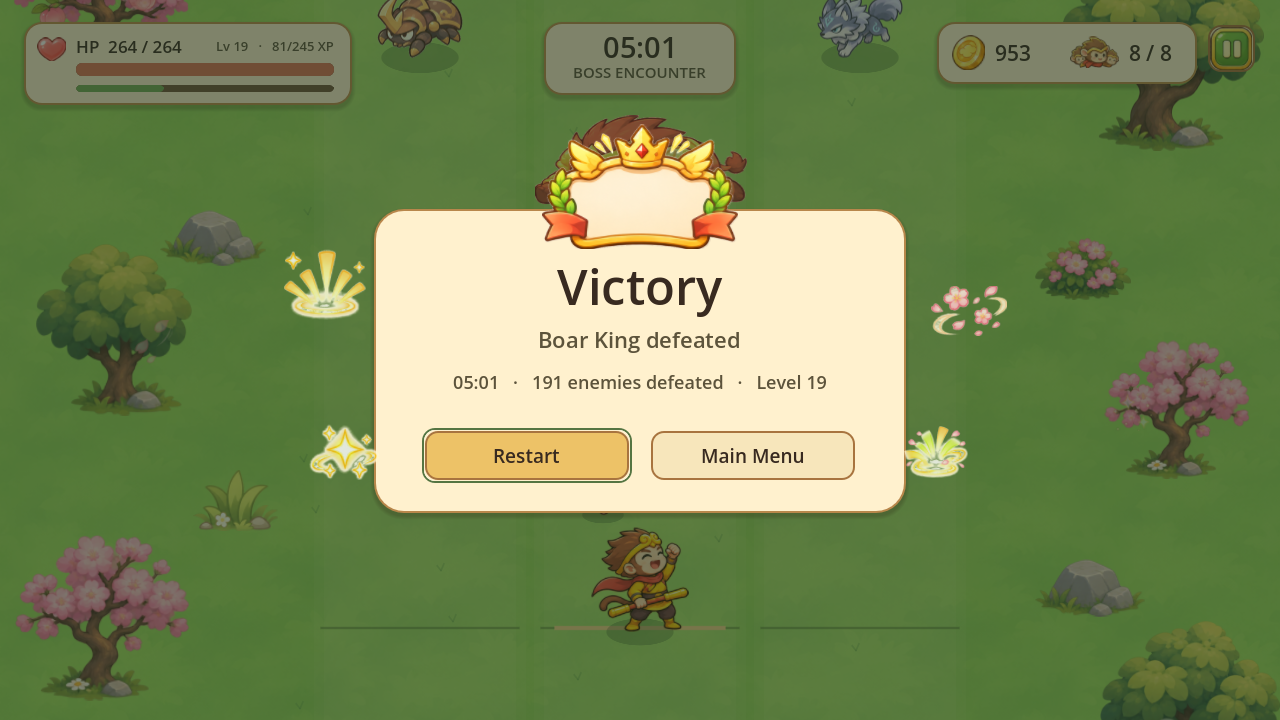 HP 264 / 264 Lv 19 · 81/245 XP
05:01
BOSS ENCOUNTER
953 8 / 8
Victory
Boar King defeated
05:01 · 191 enemies defeated · Level 19
Restart Main Menu